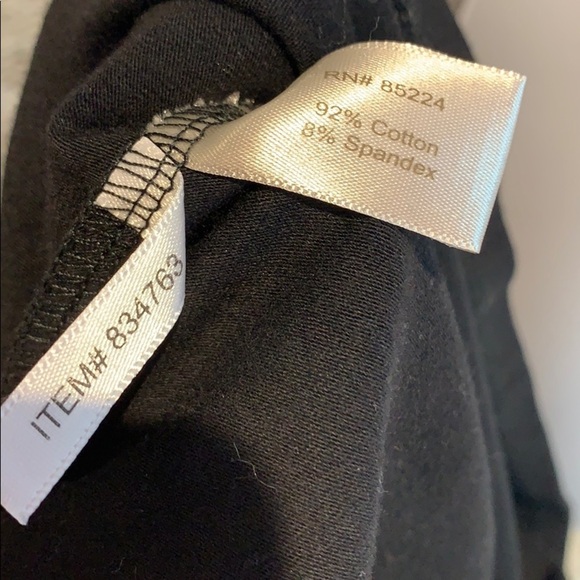 RN# 85224
92% Cotton
8% Spandex
ITEM# 834763